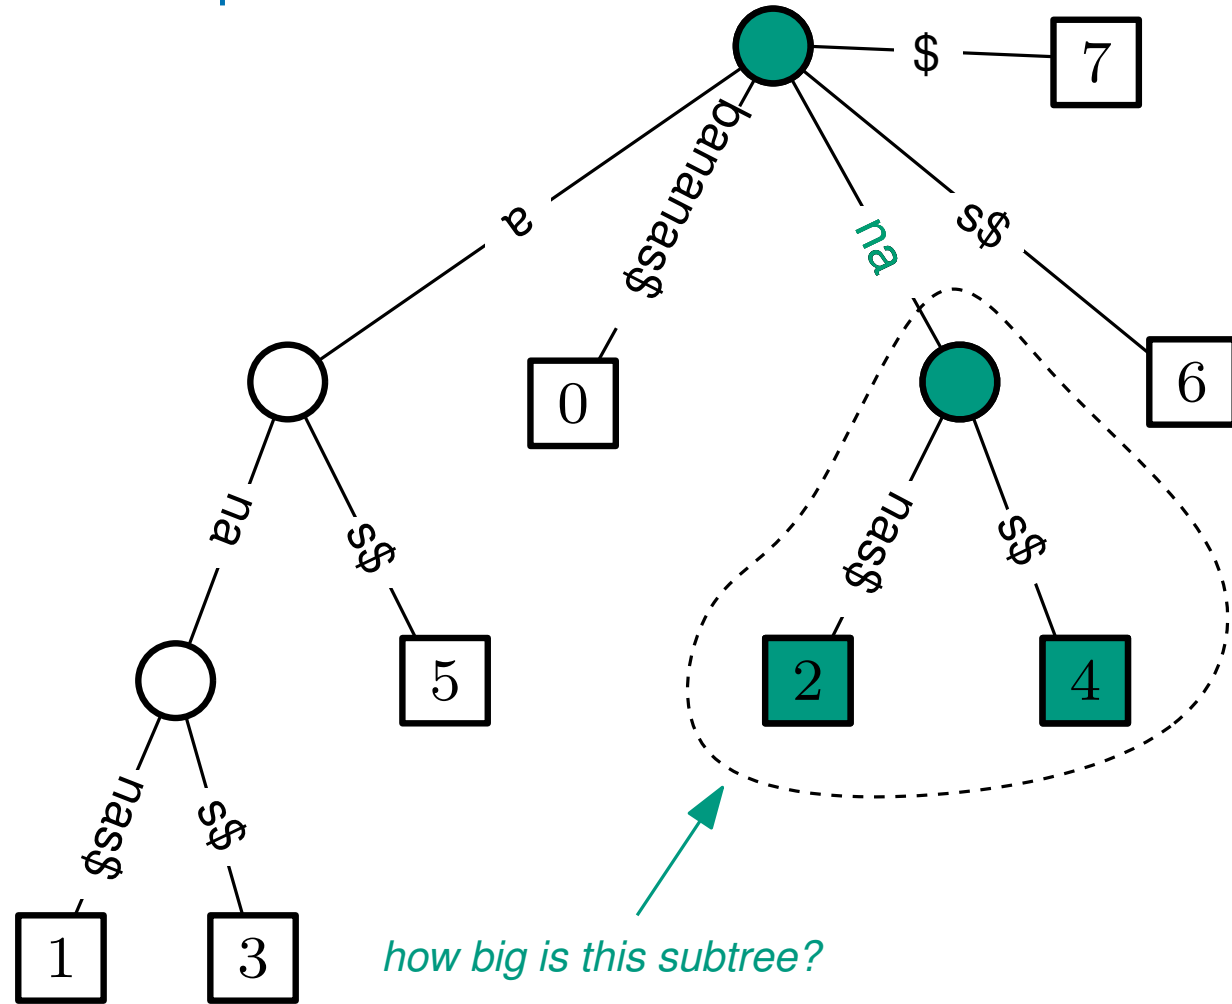 $
7
a
bananas$
na
s$
0
6
na
s$
nas$
s$
5
2
4
nas$
s$
1
3
how big is this subtree?